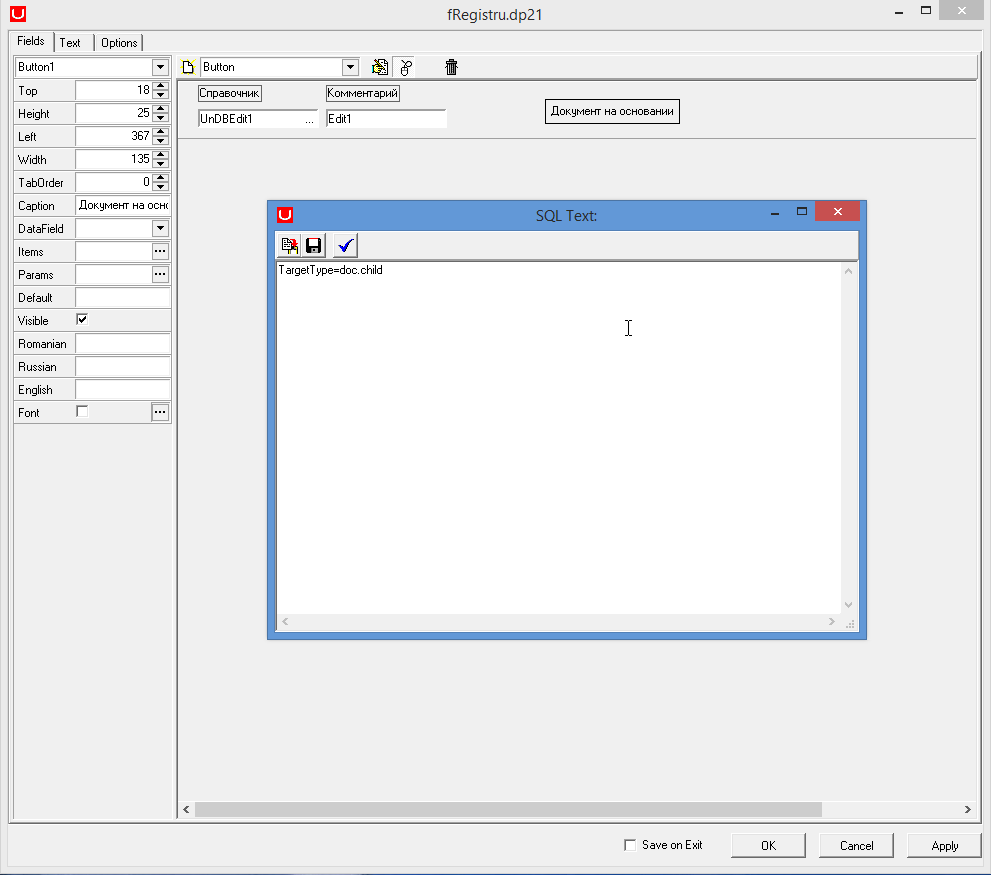 fRegistru.dp21
Fields Text Options
Button1
Button
Top 18
Height 25
Left 367
Width 135
TabOrder 0
Caption Документ на осно
DataField
Items ...
Params ...
Default
Visible
Romanian
Russian
English
Font ...
Справочник Комментарий
UnDBEdit1 ... Edit1
Документ на основании
SQL Text:
TargetType=doc.child
Save on Exit OK Cancel Apply